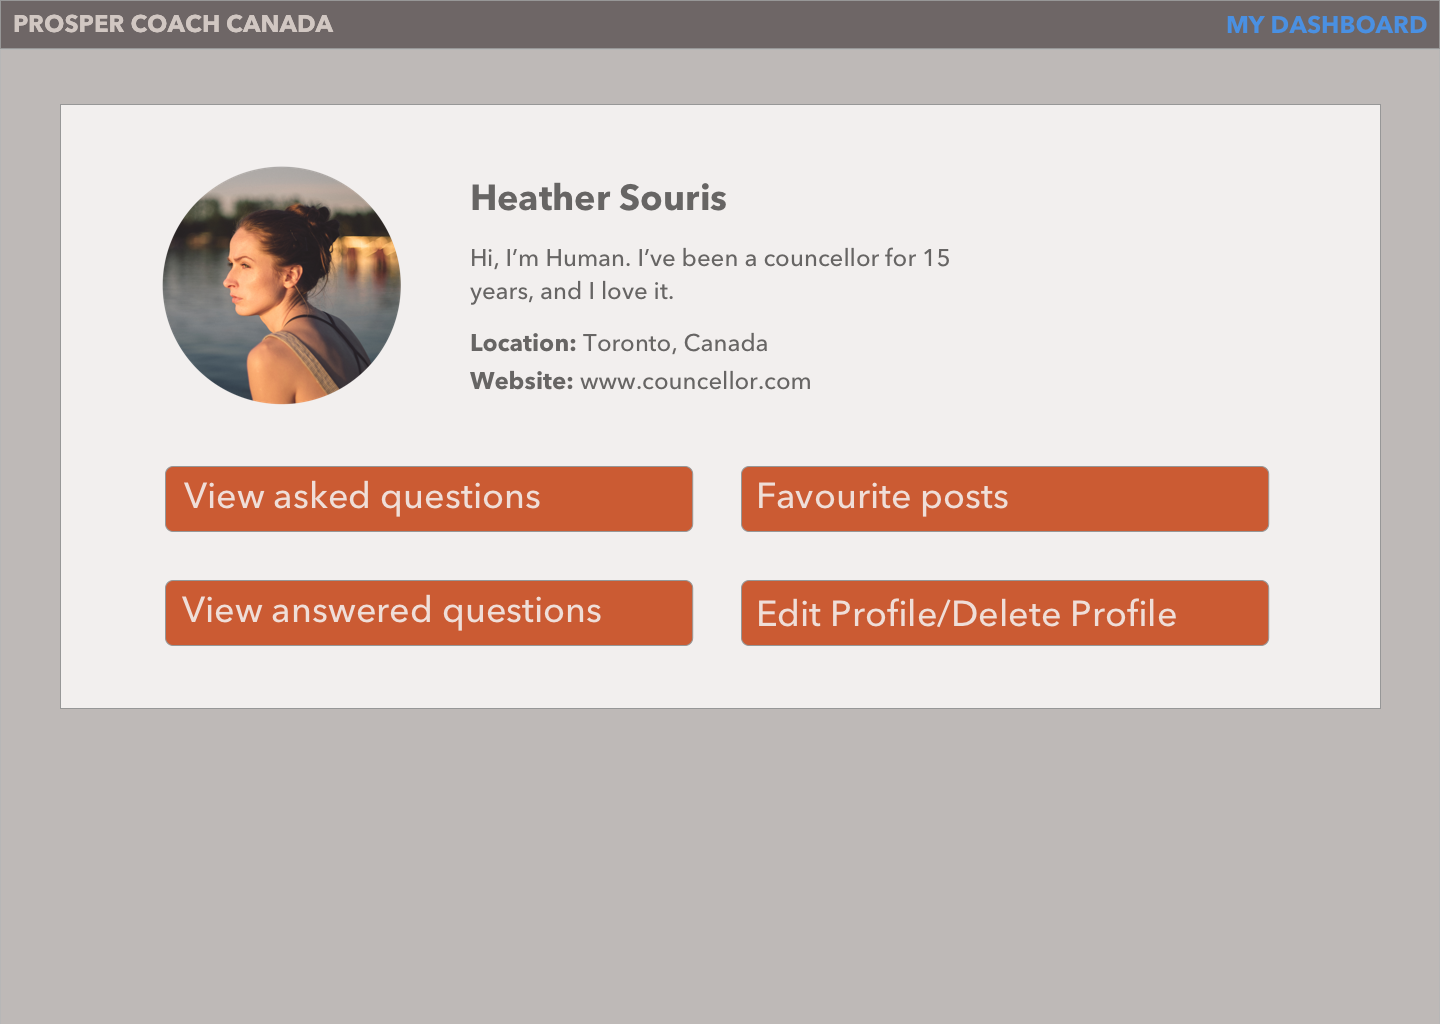 PROSPER COACH CANADA
MY DASHBOARD
Heather Souris
Hi, I’m Human. I’ve been a councellor for 15
years, and I love it.
Location: Toronto, Canada
Website: www.councellor.com
View asked questions
Favourite posts
View answered questions
Edit Profile/Delete Profile